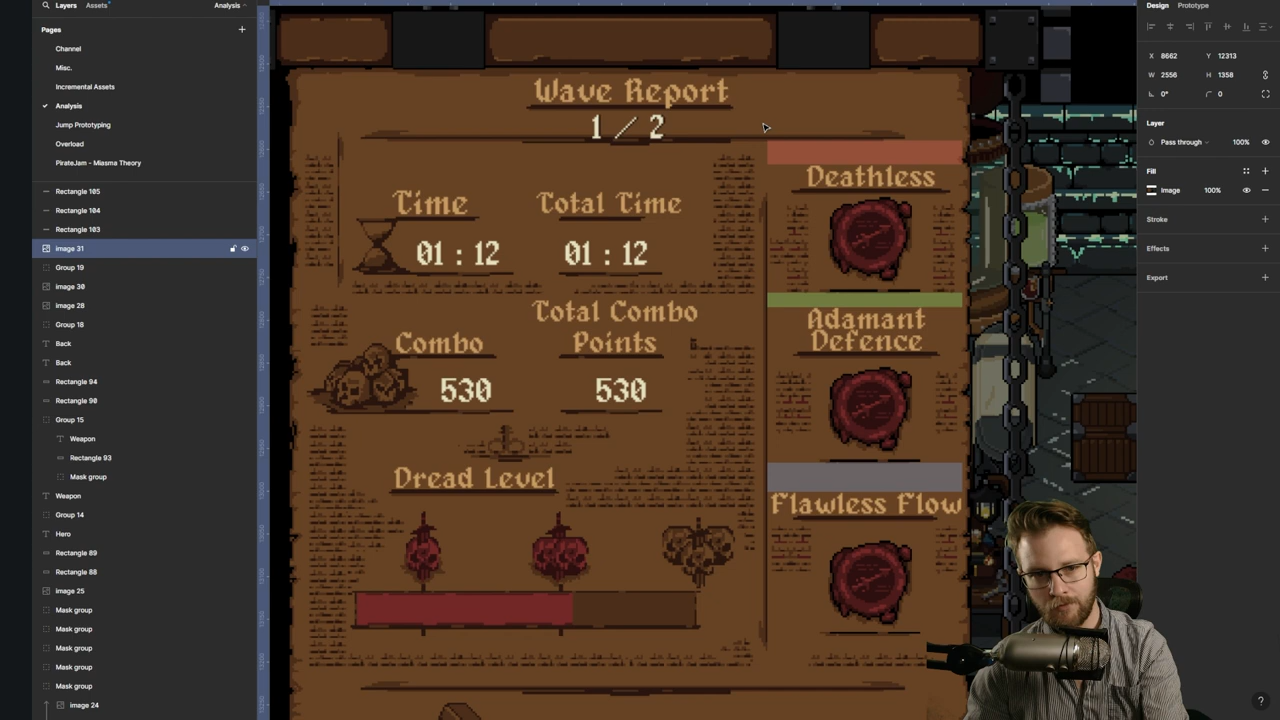 Layers
Assets
Analysis
Pages
Channel
Misc.
Incremental Assets
Analysis
Jump Prototyping
Overload
PirateJam - Miasma Theory
Rectangle 105
Rectangle 104
Rectangle 103
image 31
Group 19
image 30
image 28
Group 18
Back
Back
Rectangle 94
Rectangle 90
Group 15
Weapon
Rectangle 93
Mask group
Weapon
Group 14
Hero
Rectangle 89
Rectangle 88
image 25
Mask group
Mask group
Mask group
Mask group
Mask group
image 24
Wave Report
1 / 2
Time
Total Time
01 : 12
01 : 12
Combo
Total Combo
Points
530
530
Dread Level
Deathless
Adamant
Defence
Flawless Flow
Design
Prototype
X 8662
Y 12313
W 2556
H 1358
0°
0
Layer
Pass through
100%
Fill
Image
100%
Stroke
Effects
Export
?